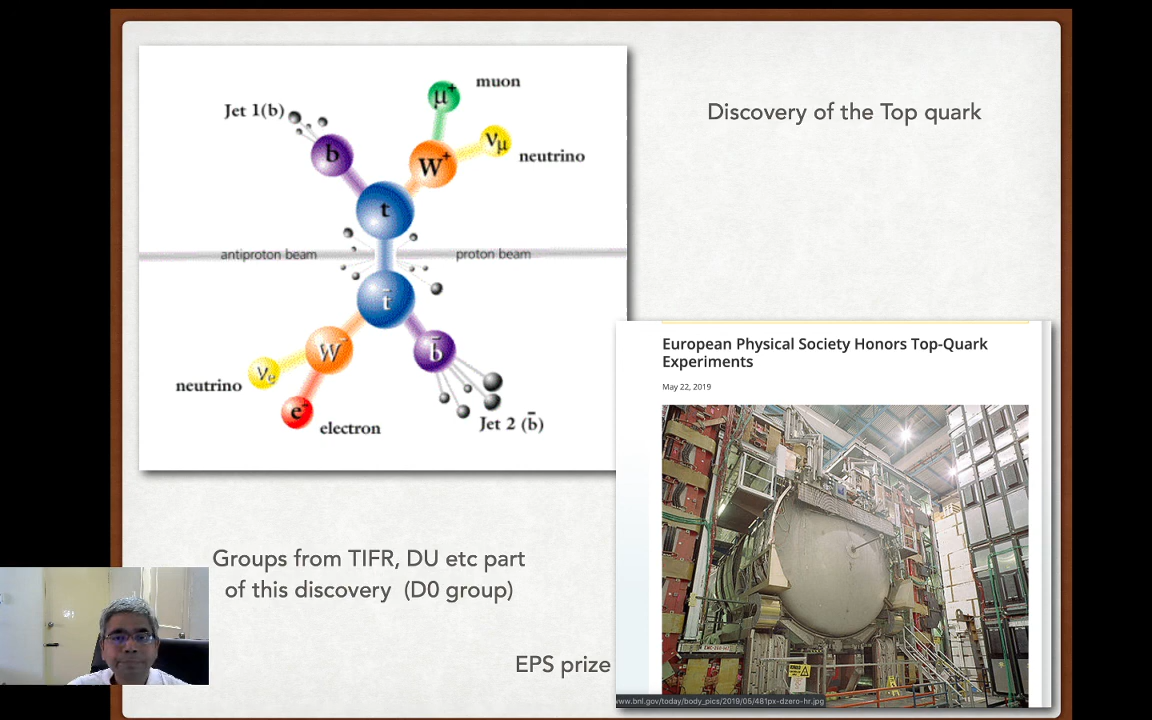 Discovery of the Top quark
Jet 1(b)
μ⁺
muon
b
W⁺
νμ
neutrino
t
antiproton beam
proton beam
t̄
W⁻
b̄
neutrino
νe
e⁻
electron
Jet 2 (b̄)
European Physical Society Honors Top-Quark
Experiments
May 22, 2019
Groups from TIFR, DU etc part
of this discovery (D0 group)
EPS prize
www.bnl.gov/today/body_pics/2019/05/481px-dzero-hr.jpg